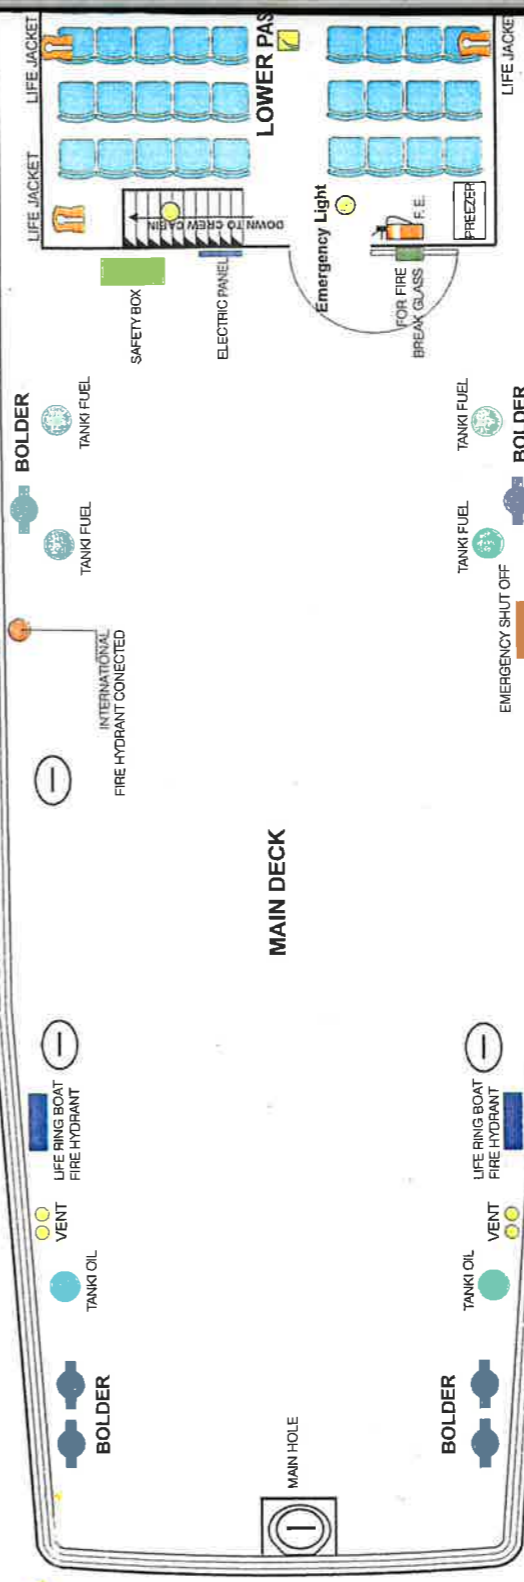 LIFE JACKET
LIFE JACKET
LOWER PAS
LIFE JACKET
DOWN TO CREW CABIN
Emergency Light
F.E.
FREEZER
SAFETY BOX
ELECTRIC PANEL
FOR FIRE
BREAK GLASS
BOLDER
TANKI FUEL
TANKI FUEL
TANKI FUEL
BOLDER
TANKI FUEL
EMERGENCY SHUT OFF
INTERNATIONAL
FIRE HYDRANT CONECTED
MAIN DECK
LIFE RING BOAT
FIRE HYDRANT
LIFE RING BOAT
FIRE HYDRANT
VENT
VENT
TANKI OIL
TANKI OIL
BOLDER
BOLDER
MAIN HOLE